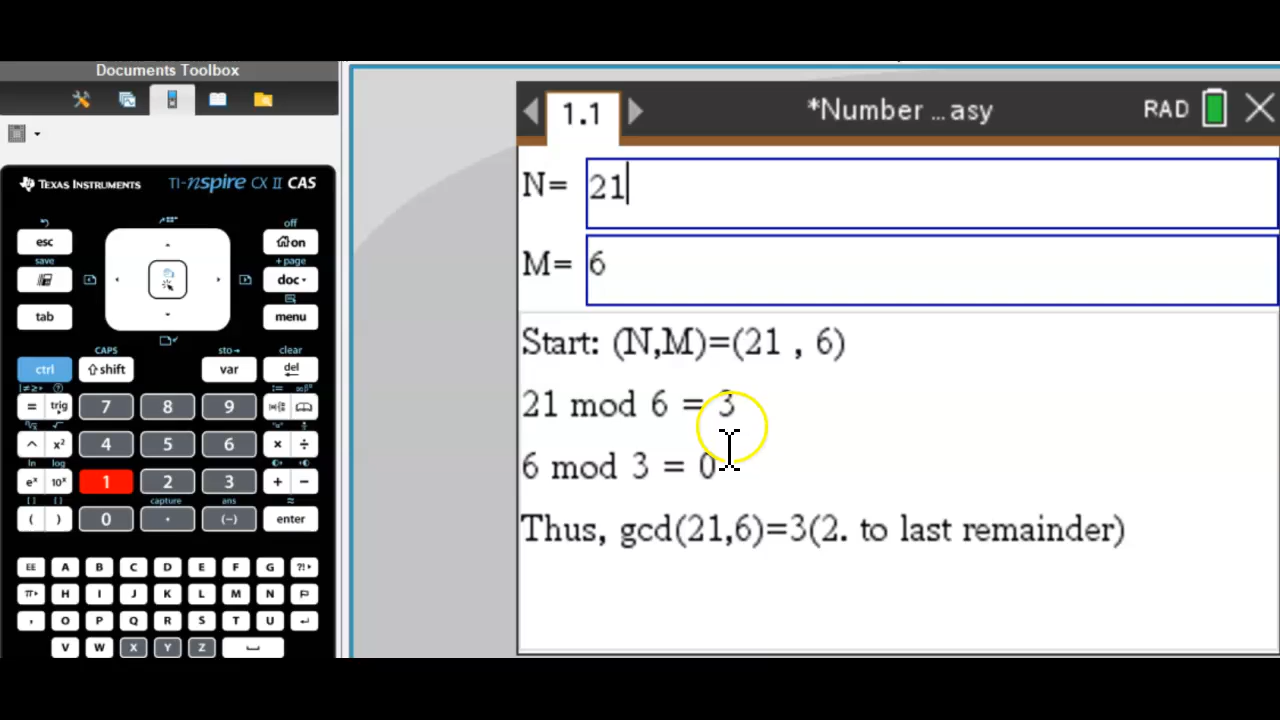 Documents Toolbox
1.1
*Number ...asy
RAD
TEXAS INSTRUMENTS TI-nspire CX II CAS
N= 21
M= 6
Start: (N,M)=(21 , 6)
21 mod 6 = 3
6 mod 3 = 0
Thus, gcd(21,6)=3(2. to last remainder)
off
esc
on
save
+ page
doc
tab
menu
CAPS
sto→
clear
ctrl
shift
var
del
= trig 7 8 9
^ x² 4 5 6 × ÷
ln log
eˣ 10ˣ 1 2 3 + −
capture ans
( ) 0 . (−) enter
EE A B C D E F G ?!▸
π▸ H I J K L M N
, O P Q R S T U ↵
V W X Y Z